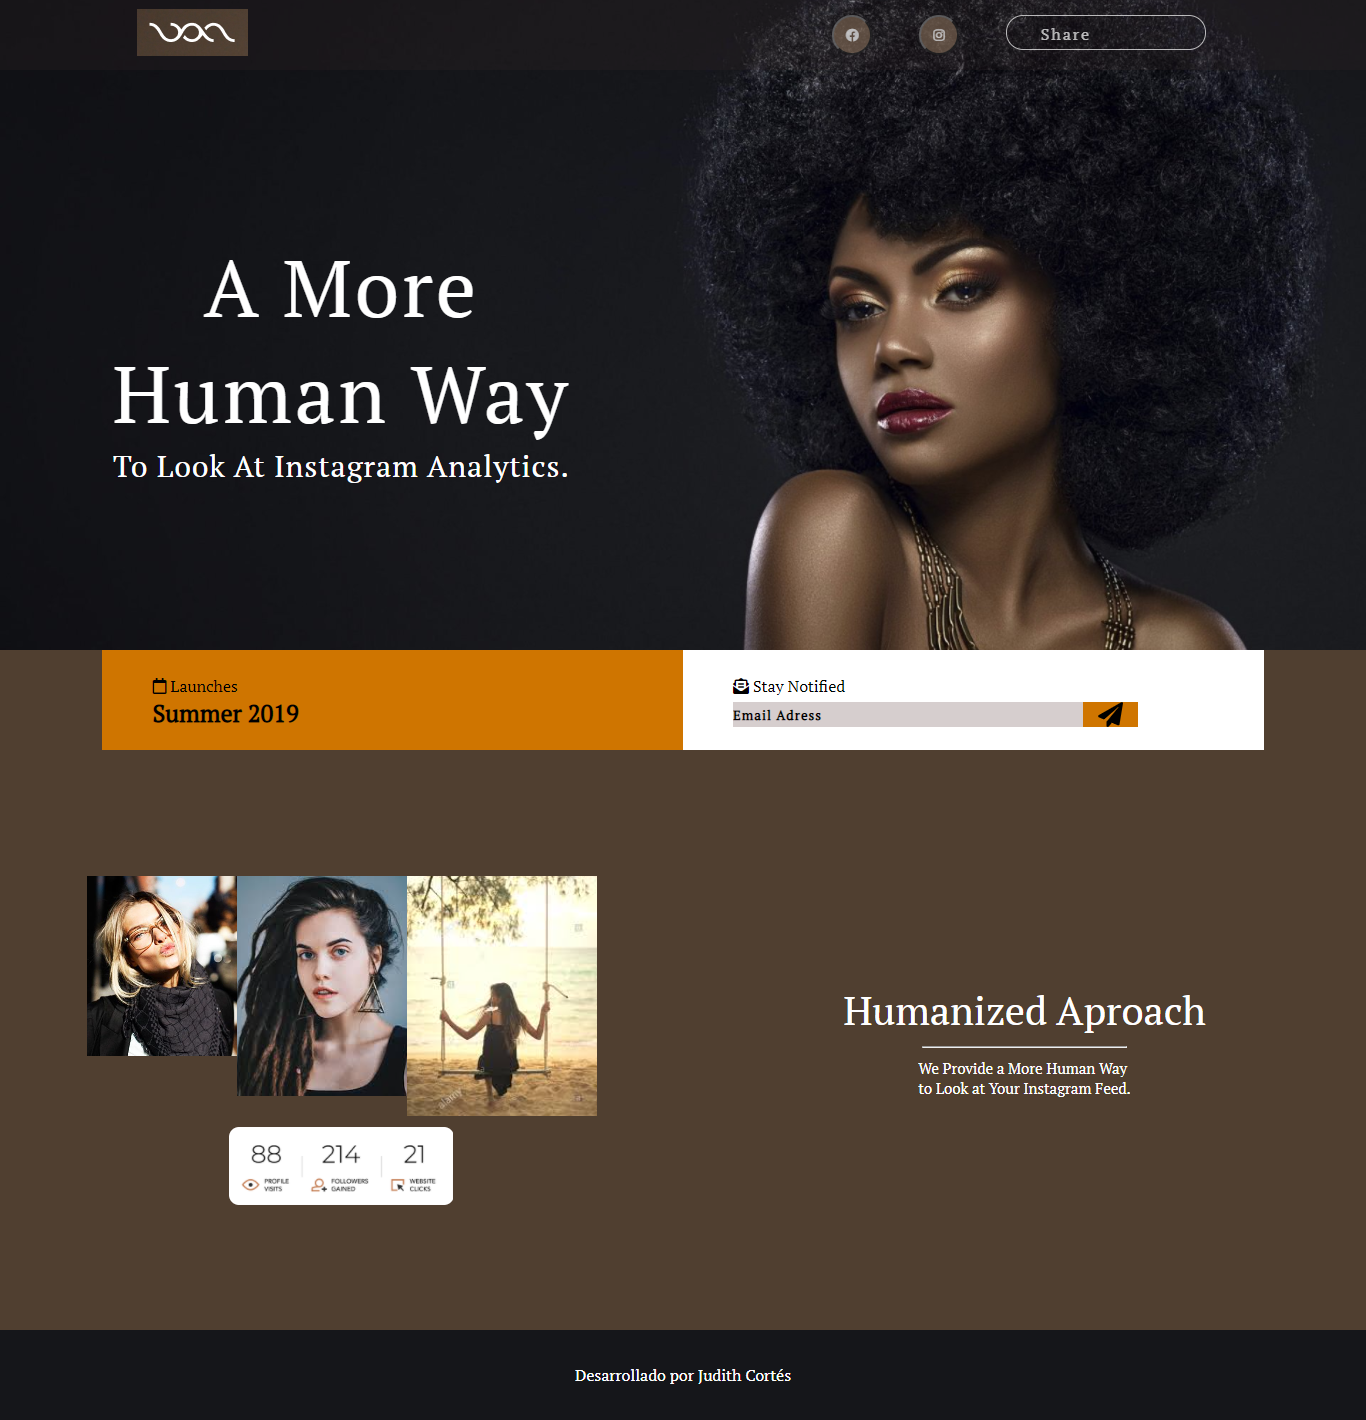 Share
A More
Human Way
To Look At Instagram Analytics.
Launches
Summer 2019
Stay Notified
Email Adress
Humanized Aproach
We Provide a More Human Way
to Look at Your Instagram Feed.
88
214
21
PROFILE
VISITS
FOLLOWERS
GAINED
WEBSITE
CLICKS
alamy
Desarrollado por Judith Cortés